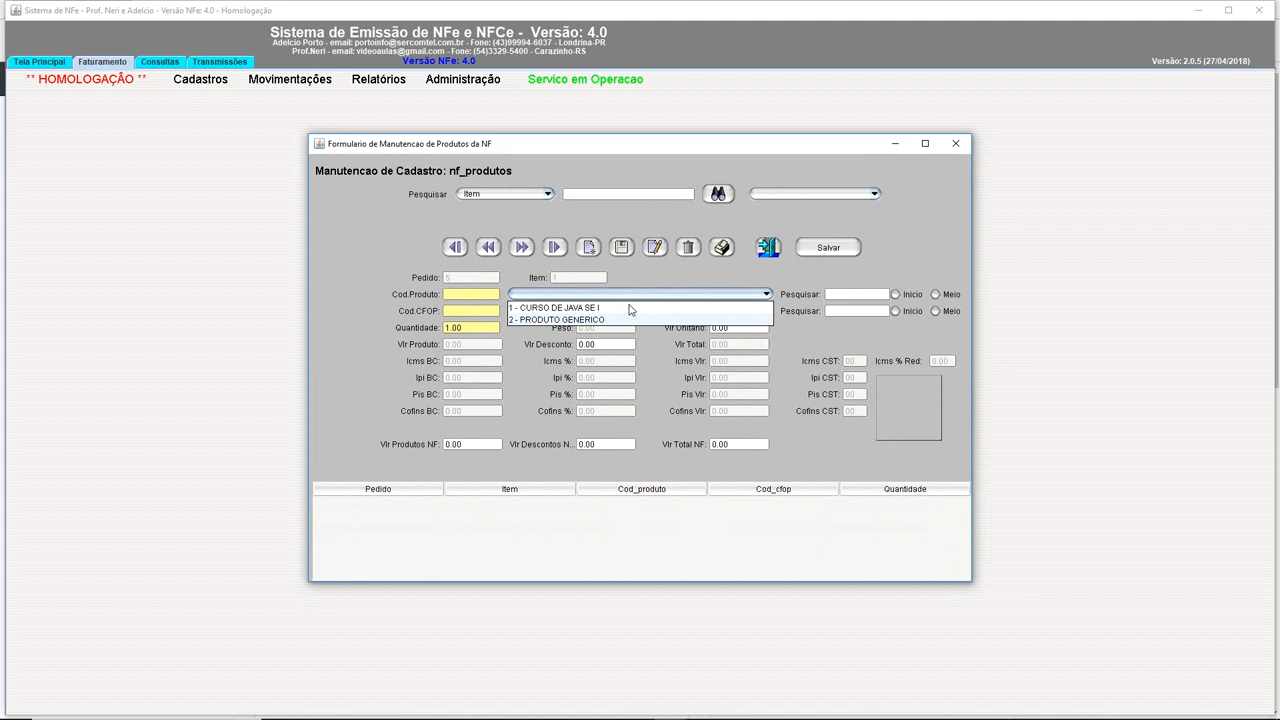 Sistema de NFe - Prof. Neri e Adelcio - Versão NFe: 4.0 - Homologação
Sistema de Emissão de NFe e NFCe - Versão: 4.0
Adelcio Porto - email: portoinfo@sercomtel.com.br - Fone: (43)99994-6037 - Londrina-PR
Prof.Neri - email: videoaulas@gmail.com - Fone: (54)3329-5400 - Carazinho-RS
Tela Principal Faturamento Consultas Transmissões Versão NFe: 4.0 Versão: 2.0.5 (27/04/2018)
** HOMOLOGAÇÃO ** Cadastros Movimentações Relatórios Administração Servico em Operacao
Formulario de Manutencao de Produtos da NF
Manutencao de Cadastro: nf_produtos
Pesquisar Item
Salvar
Pedido: 5 Item: 1
Cod.Produto: Pesquisar: Inicio Meio
1 - CURSO DE JAVA SE I
Cod.CFOP: Pesquisar: Inicio Meio
2 - PRODUTO GENERICO
Quantidade: 1.00 Peso: 0.00 Vlr Unitario: 0.00
Vlr Produto: 0.00 Vlr Desconto: 0.00 Vlr Total: 0.00
Icms BC: 0.00 Icms %: 0.00 Icms Vlr: 0.00 Icms CST: 00 Icms % Red: 0.00
Ipi BC: 0.00 Ipi %: 0.00 Ipi Vlr: 0.00 Ipi CST: 00
Pis BC: 0.00 Pis %: 0.00 Pis Vlr: 0.00 Pis CST: 00
Cofins BC: 0.00 Cofins %: 0.00 Cofins Vlr: 0.00 Cofins CST: 00
Vlr Produtos NF: 0.00 Vlr Descontos N... 0.00 Vlr Total NF: 0.00
Pedido Item Cod_produto Cod_cfop Quantidade